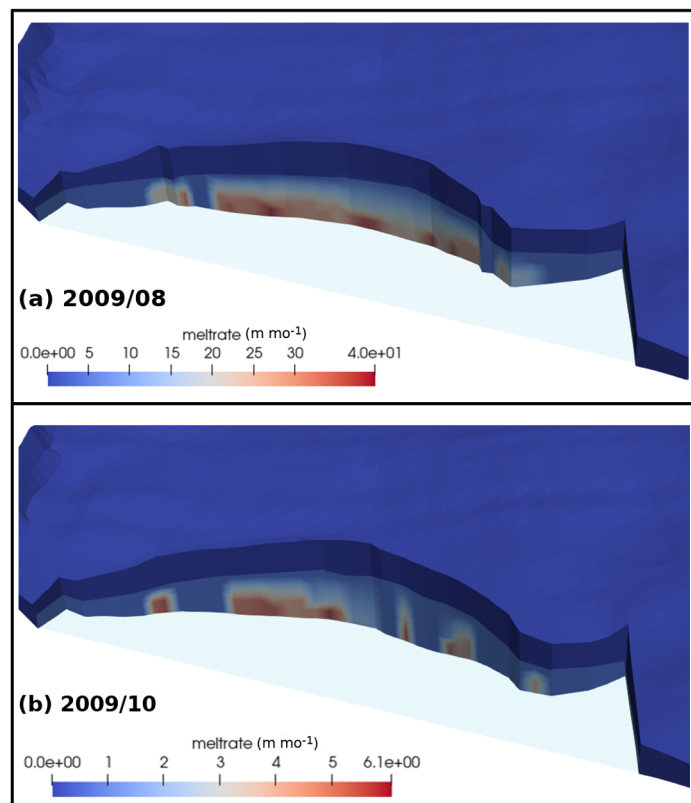 (a) 2009/08
meltrate (m mo-1)
0.0e+00 5 10 15 20 25 30 4.0e+01
(b) 2009/10
meltrate (m mo-1)
0.0e+00 1 2 3 4 5 6.1e+00